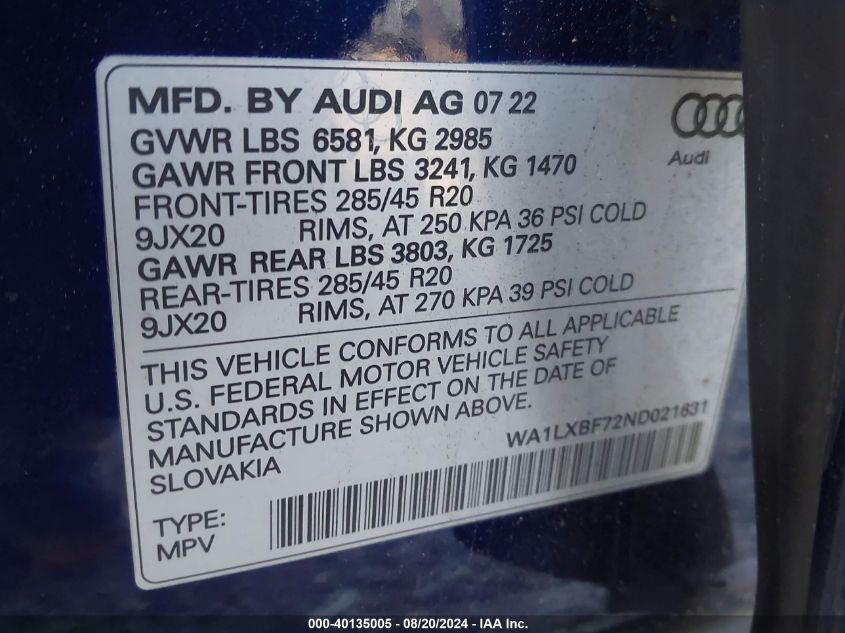 MFD. BY AUDI AG 07 22
GVWR LBS 6581, KG 2985
GAWR FRONT LBS 3241, KG 1470
FRONT-TIRES 285/45 R20
9JX20 RIMS, AT 250 KPA 36 PSI COLD
GAWR REAR LBS 3803, KG 1725
REAR-TIRES 285/45 R20
9JX20 RIMS, AT 270 KPA 39 PSI COLD
Audi
THIS VEHICLE CONFORMS TO ALL APPLICABLE
U.S. FEDERAL MOTOR VEHICLE SAFETY
STANDARDS IN EFFECT ON THE DATE OF
MANUFACTURE SHOWN ABOVE.
SLOVAKIA
WA1LXBF72ND021631
TYPE:
MPV
000-40135005 - 08/20/2024 - IAA Inc.